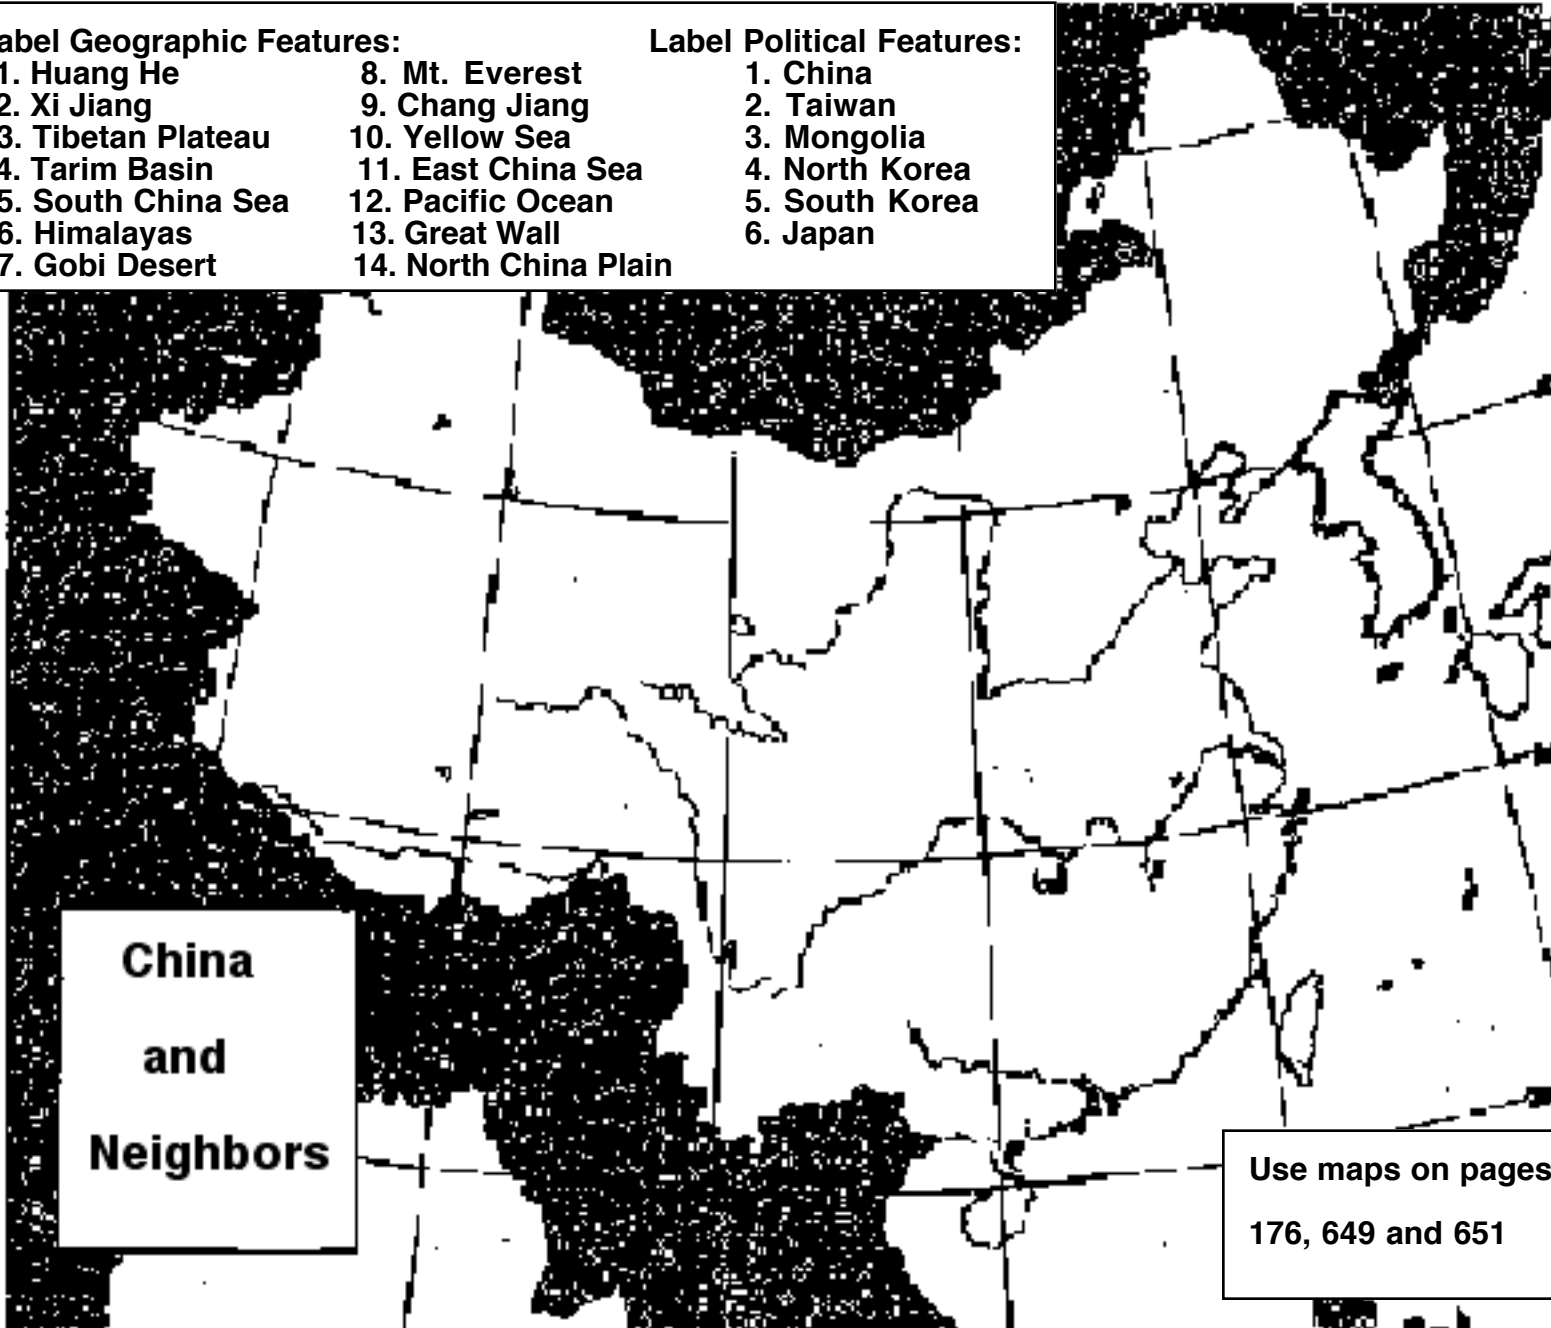 abel Geographic Features:
1. Huang He
2. Xi Jiang
3. Tibetan Plateau
4. Tarim Basin
5. South China Sea
6. Himalayas
7. Gobi Desert
8. Mt. Everest
9. Chang Jiang
10. Yellow Sea
11. East China Sea
12. Pacific Ocean
13. Great Wall
14. North China Plain
Label Political Features:
1. China
2. Taiwan
3. Mongolia
4. North Korea
5. South Korea
6. Japan
China
and
Neighbors
Use maps on pages
176, 649 and 651